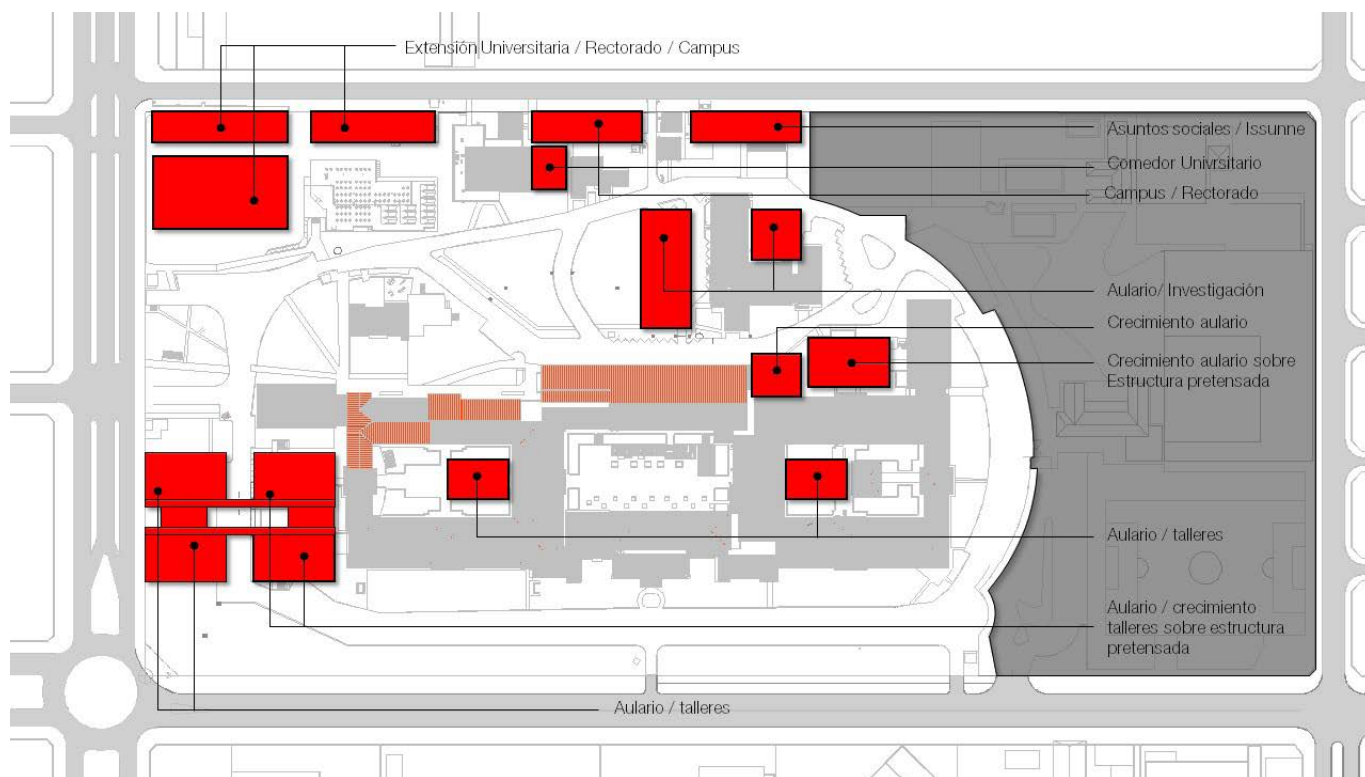 Extensión Universitaria / Rectorado / Campus
Asuntos sociales / Issunne
Comedor Univrsitario
Campus / Rectorado
Aulario/ Investigación
Crecimiento aulario
Crecimiento aulario sobre
Estructura pretensada
Aulario / talleres
Aulario / crecimiento
talleres sobre estructura
pretensada
Aulario / talleres